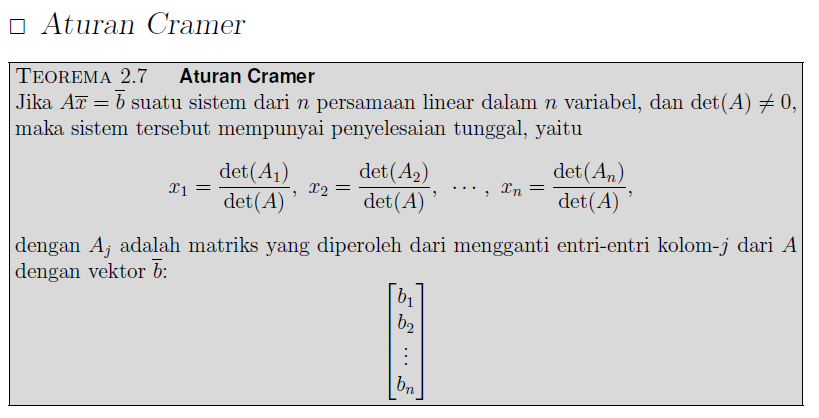 □ Aturan Cramer
TEOREMA 2.7 Aturan Cramer
Jika Ax̅ = b̅ suatu sistem dari n persamaan linear dalam n variabel, dan det(A) ≠ 0,
maka sistem tersebut mempunyai penyelesaian tunggal, yaitu
x₁ = det(A₁)/det(A), x₂ = det(A₂)/det(A), ⋯ , xₙ = det(Aₙ)/det(A),
dengan Aⱼ adalah matriks yang diperoleh dari mengganti entri-entri kolom-j dari A
dengan vektor b̅:
b₁
b₂
⋮
bₙ